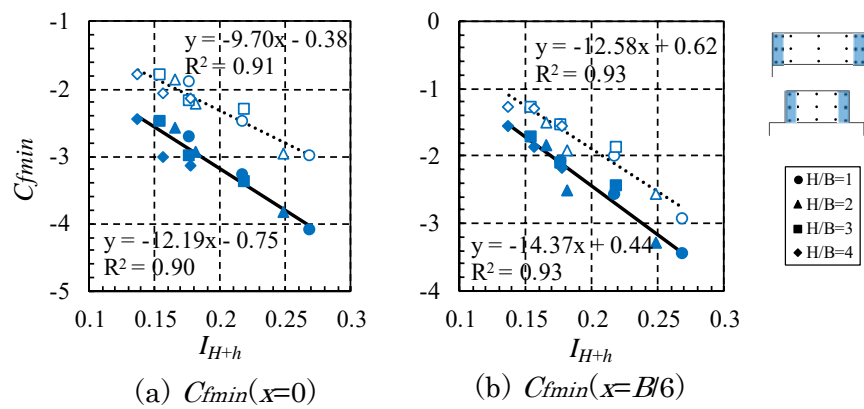 -1
-2
-3
-4
-5
0.1
0.15
0.2
0.25
0.3
C_fmin
I_H+h
y = -9.70x - 0.38
R² = 0.91
y = -12.19x - 0.75
R² = 0.90
(a) Cfmin(x=0)
0
-1
-2
-3
-4
0.1
0.15
0.2
0.25
0.3
I_H+h
y = -12.58x + 0.62
R² = 0.93
y = -14.37x + 0.44
R² = 0.93
(b) Cfmin(x=B/6)
H/B=1
H/B=2
H/B=3
H/B=4